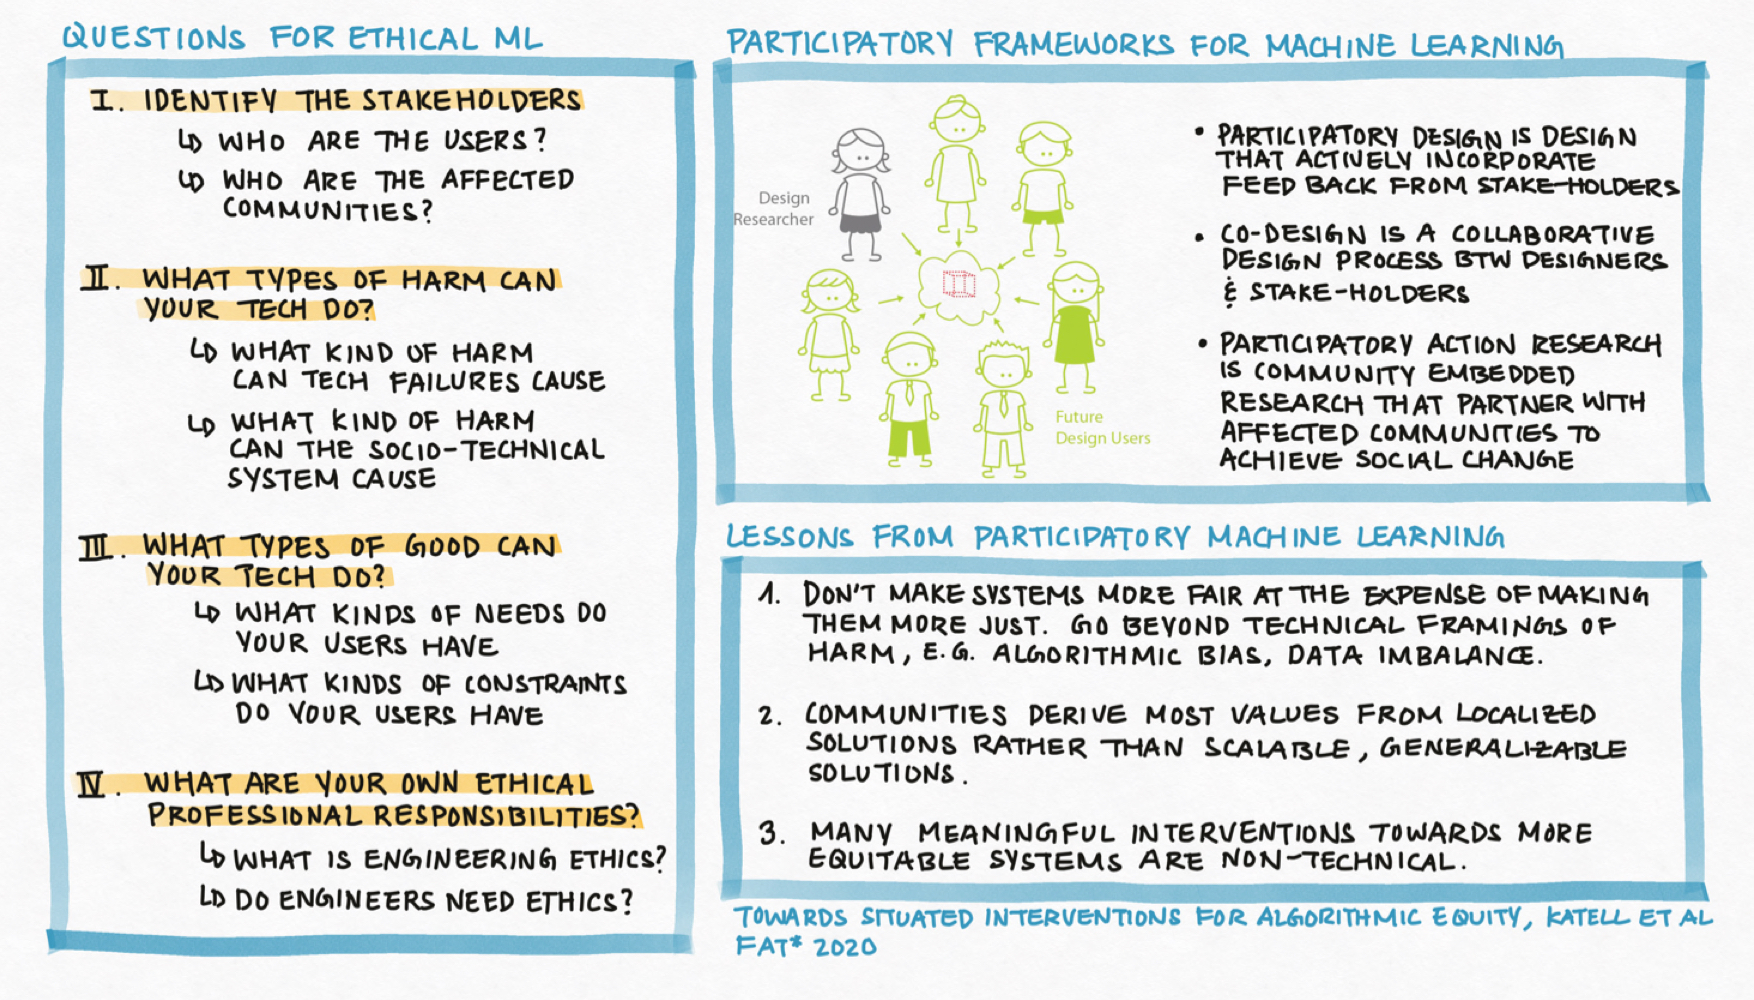 QUESTIONS FOR ETHICAL ML
I. IDENTIFY THE STAKEHOLDERS
↳ WHO ARE THE USERS?
↳ WHO ARE THE AFFECTED
COMMUNITIES?
II. WHAT TYPES OF HARM CAN
YOUR TECH DO?
↳ WHAT KIND OF HARM
CAN TECH FAILURES CAUSE
↳ WHAT KIND OF HARM
CAN THE SOCIO-TECHNICAL
SYSTEM CAUSE
III. WHAT TYPES OF GOOD CAN
YOUR TECH DO?
↳ WHAT KINDS OF NEEDS DO
YOUR USERS HAVE
↳ WHAT KINDS OF CONSTRAINTS
DO YOUR USERS HAVE
IV. WHAT ARE YOUR OWN ETHICAL
PROFESSIONAL RESPONSIBILITIES?
↳ WHAT IS ENGINEERING ETHICS?
↳ DO ENGINEERS NEED ETHICS?
PARTICIPATORY FRAMEWORKS FOR MACHINE LEARNING
Design
Researcher
Future
Design Users
• PARTICIPATORY DESIGN IS DESIGN
THAT ACTIVELY INCORPORATE
FEED BACK FROM STAKE-HOLDERS
• CO-DESIGN IS A COLLABORATIVE
DESIGN PROCESS BTW DESIGNERS
& STAKE-HOLDERS
• PARTICIPATORY ACTION RESEARCH
IS COMMUNITY EMBEDDED
RESEARCH THAT PARTNER WITH
AFFECTED COMMUNITIES TO
ACHIEVE SOCIAL CHANGE
LESSONS FROM PARTICIPATORY MACHINE LEARNING
1. DON'T MAKE SYSTEMS MORE FAIR AT THE EXPENSE OF MAKING
THEM MORE JUST. GO BEYOND TECHNICAL FRAMINGS OF
HARM, E.G. ALGORITHMIC BIAS, DATA IMBALANCE.
2. COMMUNITIES DERIVE MOST VALUES FROM LOCALIZED
SOLUTIONS RATHER THAN SCALABLE, GENERALIZABLE
SOLUTIONS.
3. MANY MEANINGFUL INTERVENTIONS TOWARDS MORE
EQUITABLE SYSTEMS ARE NON-TECHNICAL.
TOWARDS SITUATED INTERVENTIONS FOR ALGORITHMIC EQUITY, KATELL ET AL
FAT* 2020